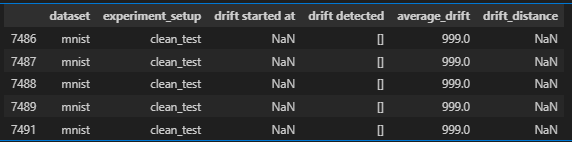 dataset experiment_setup drift started at drift detected average_drift drift_distance
7486 mnist clean_test NaN [] 999.0 NaN
7487 mnist clean_test NaN [] 999.0 NaN
7488 mnist clean_test NaN [] 999.0 NaN
7489 mnist clean_test NaN [] 999.0 NaN
7491 mnist clean_test NaN [] 999.0 NaN